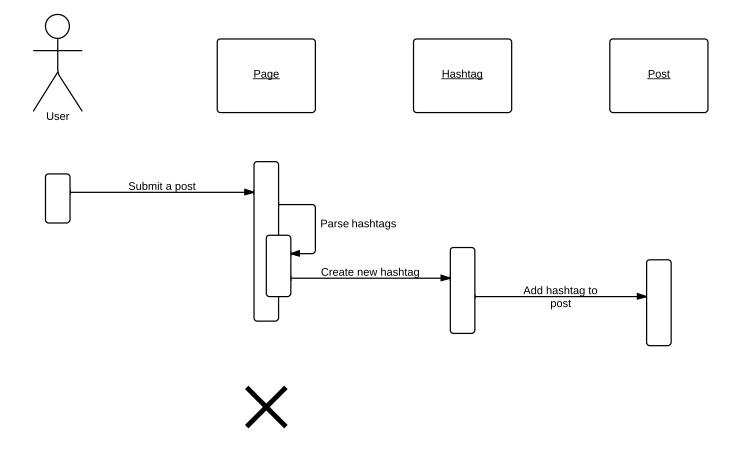 User
Page
Hashtag
Post
Submit a post
Parse hashtags
Create new hashtag
Add hashtag to
post